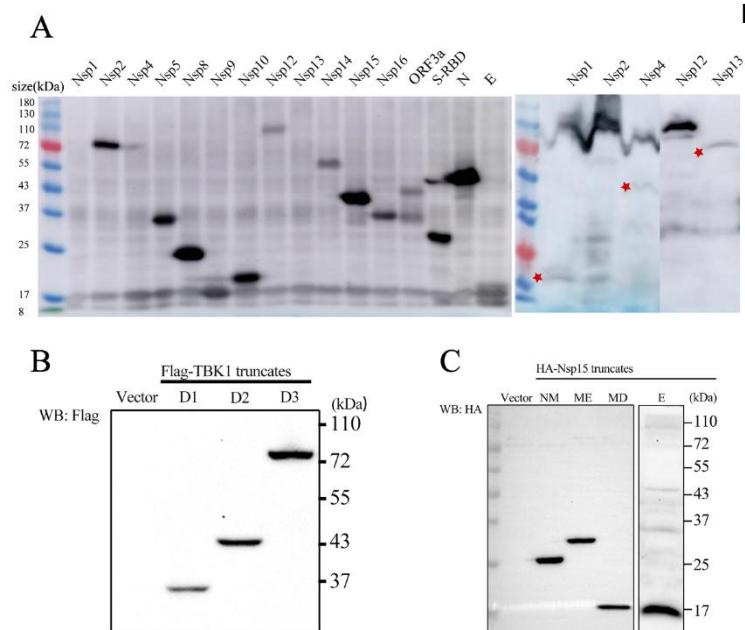 A
Nsp1 Nsp2 Nsp4 Nsp5 Nsp8 Nsp9 Nsp10 Nsp12 Nsp13 Nsp14 Nsp15 Nsp16 ORF3a S-RBD N E
Nsp1 Nsp2 Nsp4 Nsp12 Nsp13
size(kDa)
180
130
110
72
55
43
37
25
17
8
B
Flag-TBK1 truncates
Vector D1 D2 D3 (kDa)
WB: Flag
110
72
55
43
37
C
HA-Nsp15 truncates
Vector NM ME MD E (kDa)
WB: HA
110
72
55
43
37
25
17